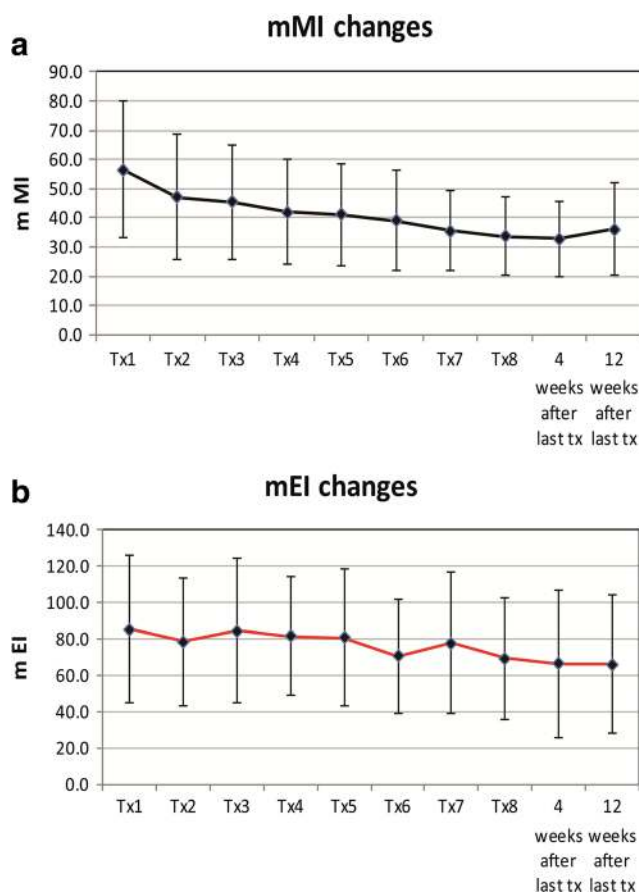 a
mMI changes
m MI
90.0
80.0
70.0
60.0
50.0
40.0
30.0
20.0
10.0
0.0
Tx1 Tx2 Tx3 Tx4 Tx5 Tx6 Tx7 Tx8 4 12
weeks weeks
after after
last tx last tx
b
mEI changes
m EI
140.0
120.0
100.0
80.0
60.0
40.0
20.0
0.0
Tx1 Tx2 Tx3 Tx4 Tx5 Tx6 Tx7 Tx8 4 12
weeks weeks
after after
last tx last tx